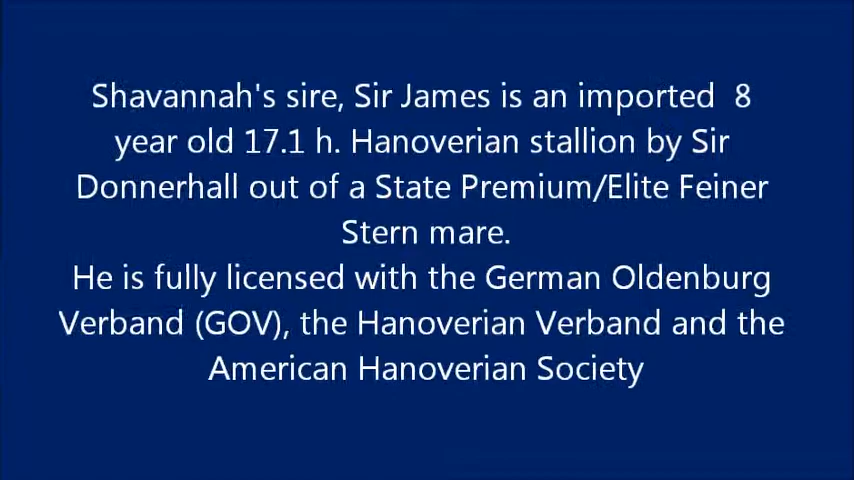 Shavannah's sire, Sir James is an imported  8
year old 17.1 h. Hanoverian stallion by Sir
Donnerhall out of a State Premium/Elite Feiner
Stern mare.
He is fully licensed with the German Oldenburg
Verband (GOV), the Hanoverian Verband and the
American Hanoverian Society